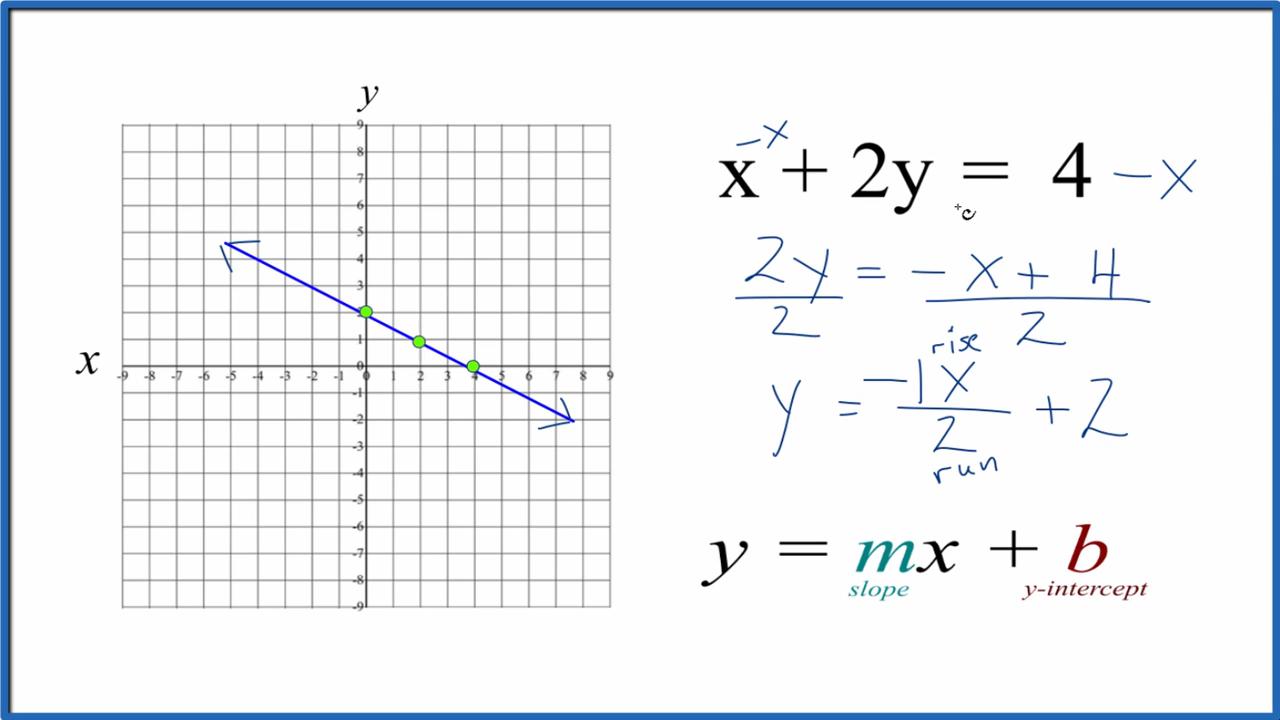 y
9
8
7
6
5
4
3
2
1
0
x
-9 -8 -7 -6 -5 -4 -3 -2 -1 0 1 2 3 4 5 6 7 8 9
-1
-2
-3
-4
-5
-6
-7
-8
-9
-x
x + 2y = 4 - x
2y = - x + 4
2 2
rise
y = -1x + 2
2
run
y = mx + b
slope y-intercept